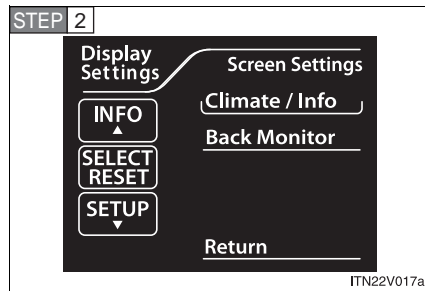 STEP 2
Display
Settings
Screen Settings
INFO
SELECT
RESET
SETUP
Climate / Info
Back Monitor
Return
ITN22V017a